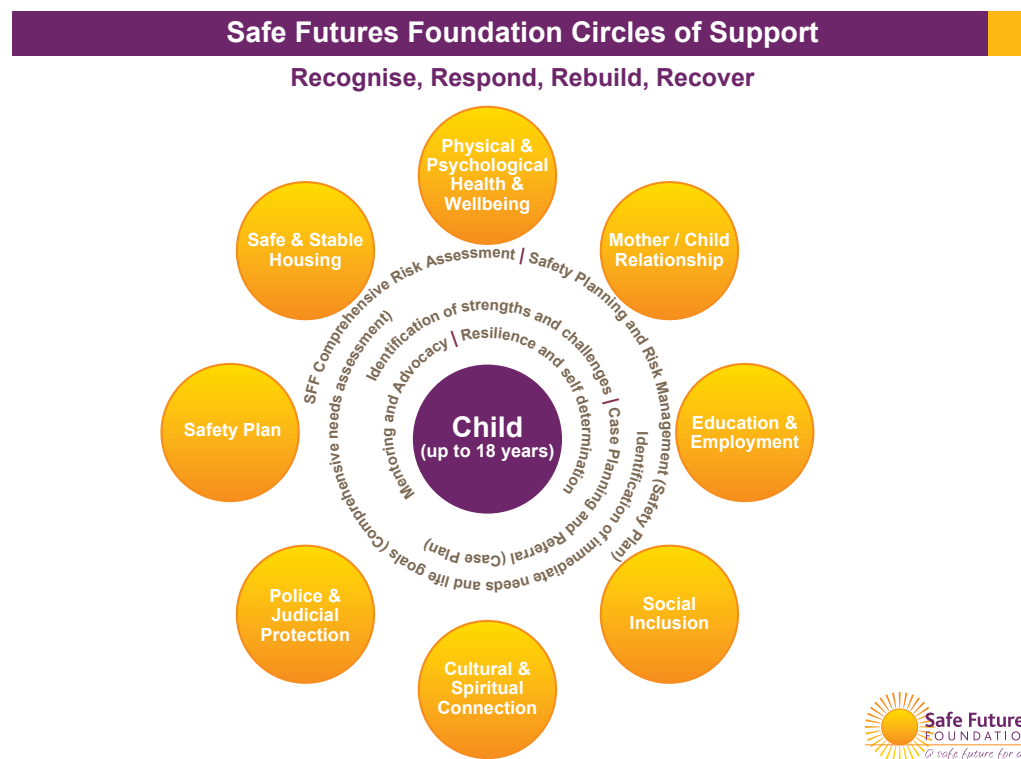 Safe Futures Foundation Circles of Support
Recognise, Respond, Rebuild, Recover
Physical &
Psychological
Health &
Wellbeing
Mother / Child
Relationship
Education &
Employment
Social
Inclusion
Cultural &
Spiritual
Connection
Police &
Judicial
Protection
Safety Plan
Safe & Stable
Housing
SFF Comprehensive Risk Assessment | Safety Planning and Risk Management (Safety Plan)
Identification of immediate needs and life goals (Comprehensive needs assessment)
Identification of strengths and challenges | Case Planning and Referral (Case Plan)
Mentoring and Advocacy | Resilience and self determination
Child
(up to 18 years)
Safe Future
FOUNDATIO
a safe future for a